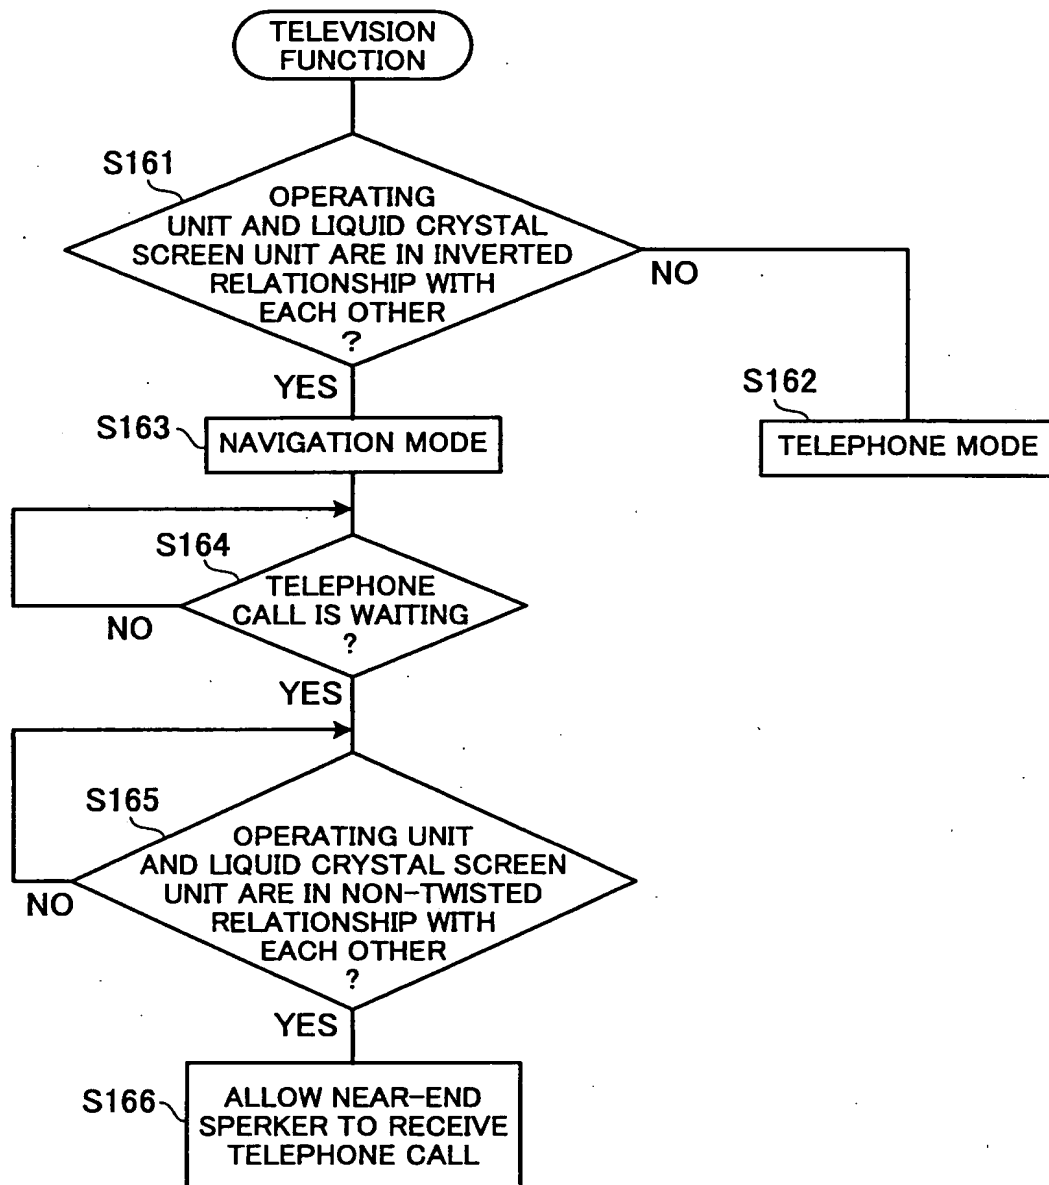 TELEVISION
FUNCTION
S161
OPERATING
UNIT AND LIQUID CRYSTAL
SCREEN UNIT ARE IN INVERTED
RELATIONSHIP WITH
EACH OTHER
?
NO
YES
S162
TELEPHONE MODE
S163
NAVIGATION MODE
S164
TELEPHONE
CALL IS WAITING
?
NO
YES
S165
OPERATING UNIT
AND LIQUID CRYSTAL SCREEN
UNIT ARE IN NON-TWISTED
RELATIONSHIP WITH
EACH OTHER
?
NO
YES
S166
ALLOW NEAR-END
SPERKER TO RECEIVE
TELEPHONE CALL